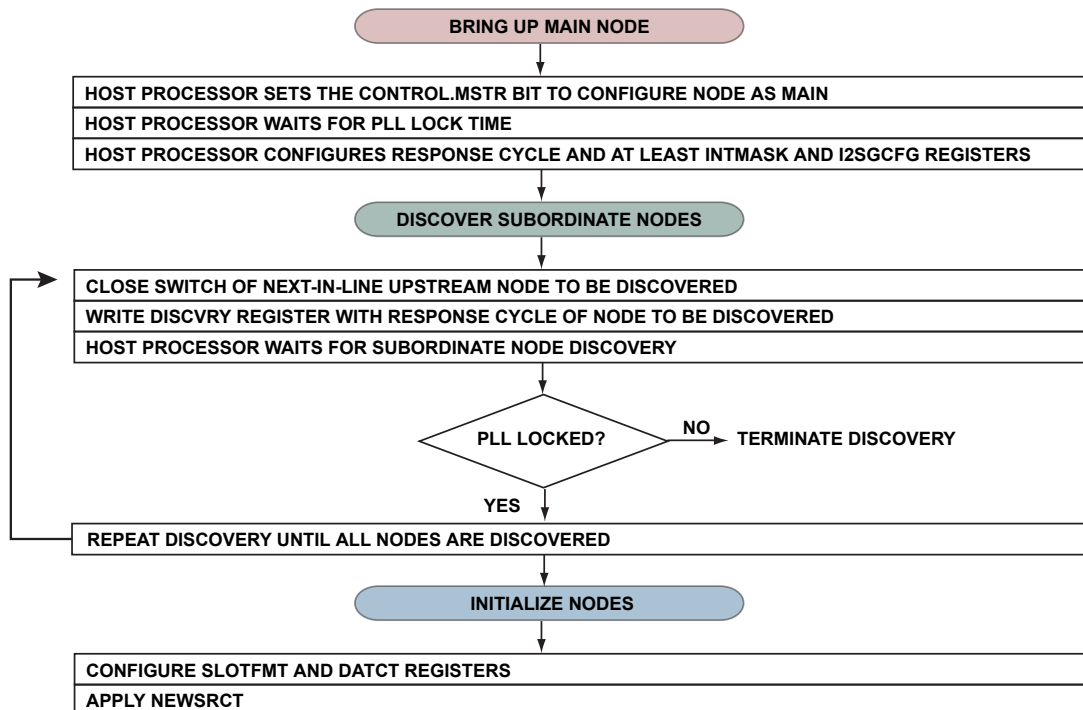 BRING UP MAIN NODE
HOST PROCESSOR SETS THE CONTROL.MSTR BIT TO CONFIGURE NODE AS MAIN
HOST PROCESSOR WAITS FOR PLL LOCK TIME
HOST PROCESSOR CONFIGURES RESPONSE CYCLE AND AT LEAST INTMASK AND I2SGCFG REGISTERS
DISCOVER SUBORDINATE NODES
CLOSE SWITCH OF NEXT-IN-LINE UPSTREAM NODE TO BE DISCOVERED
WRITE DISCVRY REGISTER WITH RESPONSE CYCLE OF NODE TO BE DISCOVERED
HOST PROCESSOR WAITS FOR SUBORDINATE NODE DISCOVERY
PLL LOCKED?
NO
TERMINATE DISCOVERY
YES
REPEAT DISCOVERY UNTIL ALL NODES ARE DISCOVERED
INITIALIZE NODES
CONFIGURE SLOTFMT AND DATCT REGISTERS
APPLY NEWSRCT